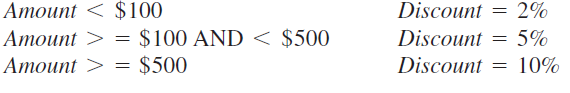 Amount < $100 Discount = 2%
Amount > = $100 AND < $500 Discount = 5%
Amount > = $500 Discount = 10%